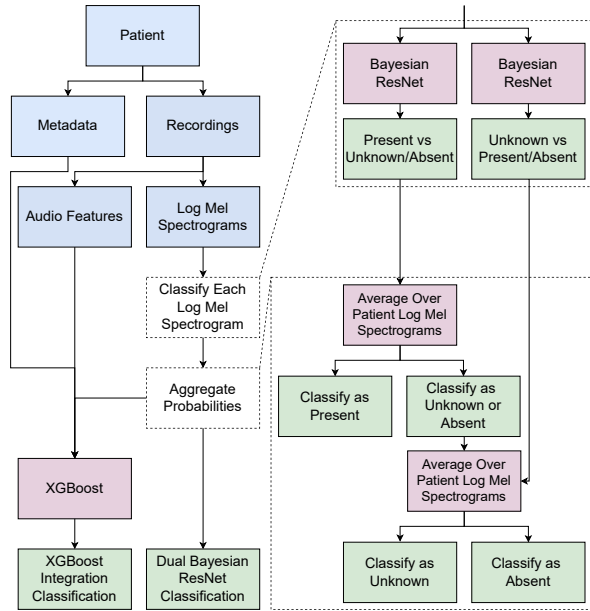 Patient
Metadata
Recordings
Audio Features
Log Mel
Spectrograms
Classify Each
Log Mel
Spectrogram
Aggregate
Probabilities
XGBoost
XGBoost
Integration
Classification
Dual Bayesian
ResNet
Classification
Bayesian
ResNet
Bayesian
ResNet
Present vs
Unknown/Absent
Unknown vs
Present/Absent
Average Over
Patient Log Mel
Spectrograms
Classify as
Present
Classify as
Unknown or
Absent
Average Over
Patient Log Mel
Spectrograms
Classify as
Unknown
Classify as
Absent